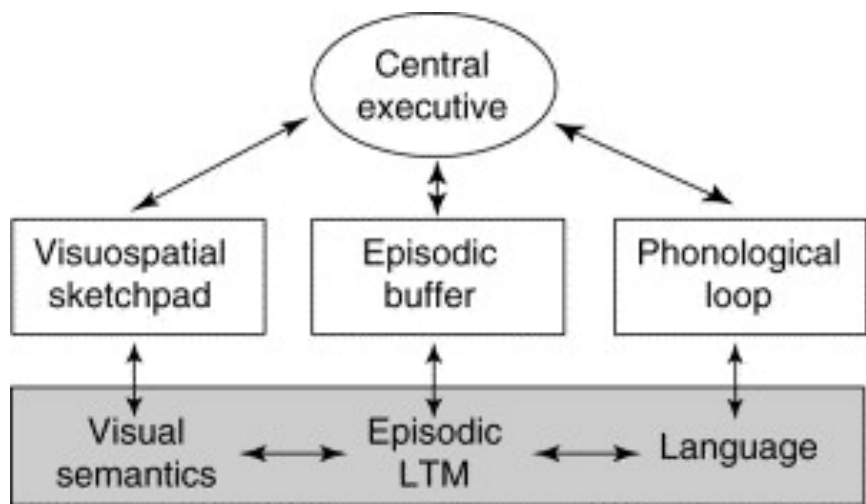 Central
executive
Visuospatial
sketchpad
Episodic
buffer
Phonological
loop
Visual
semantics
Episodic
LTM
Language